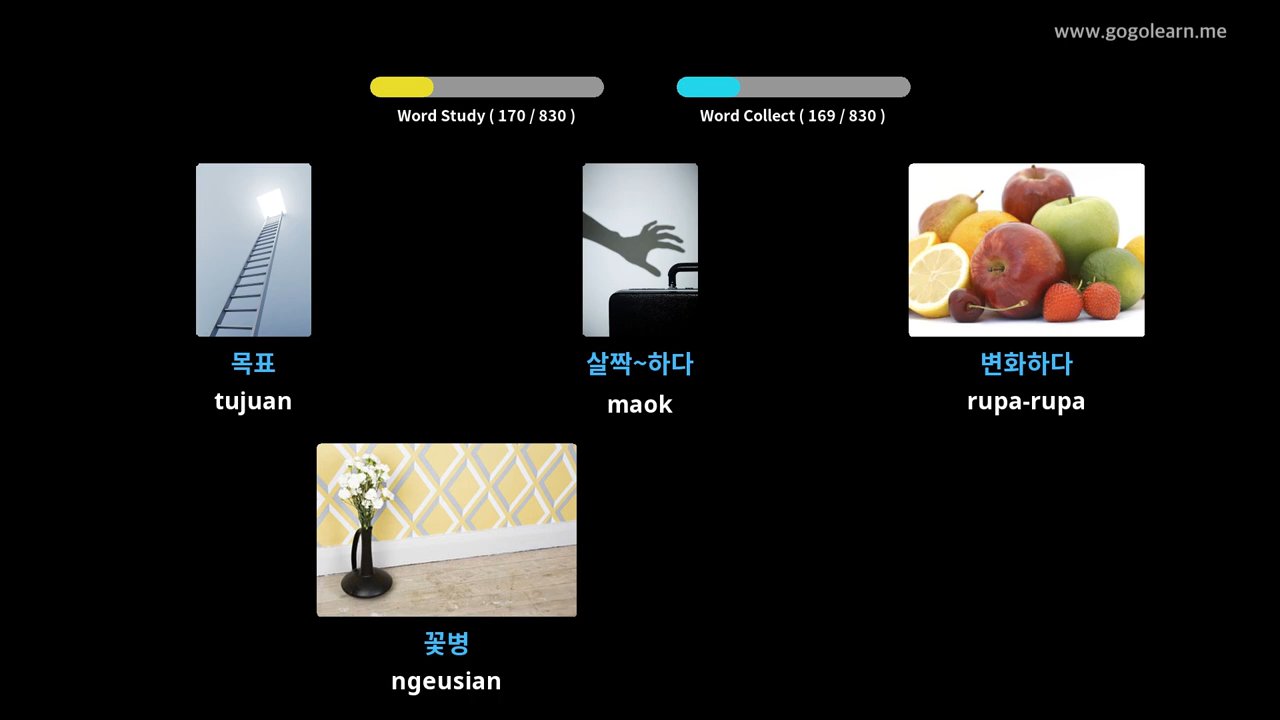 www.gogolearn.me
Word Study ( 170 / 830 )
Word Collect ( 169 / 830 )
목표
tujuan
살짝~하다
maok
변화하다
rupa-rupa
꽃병
ngeusian